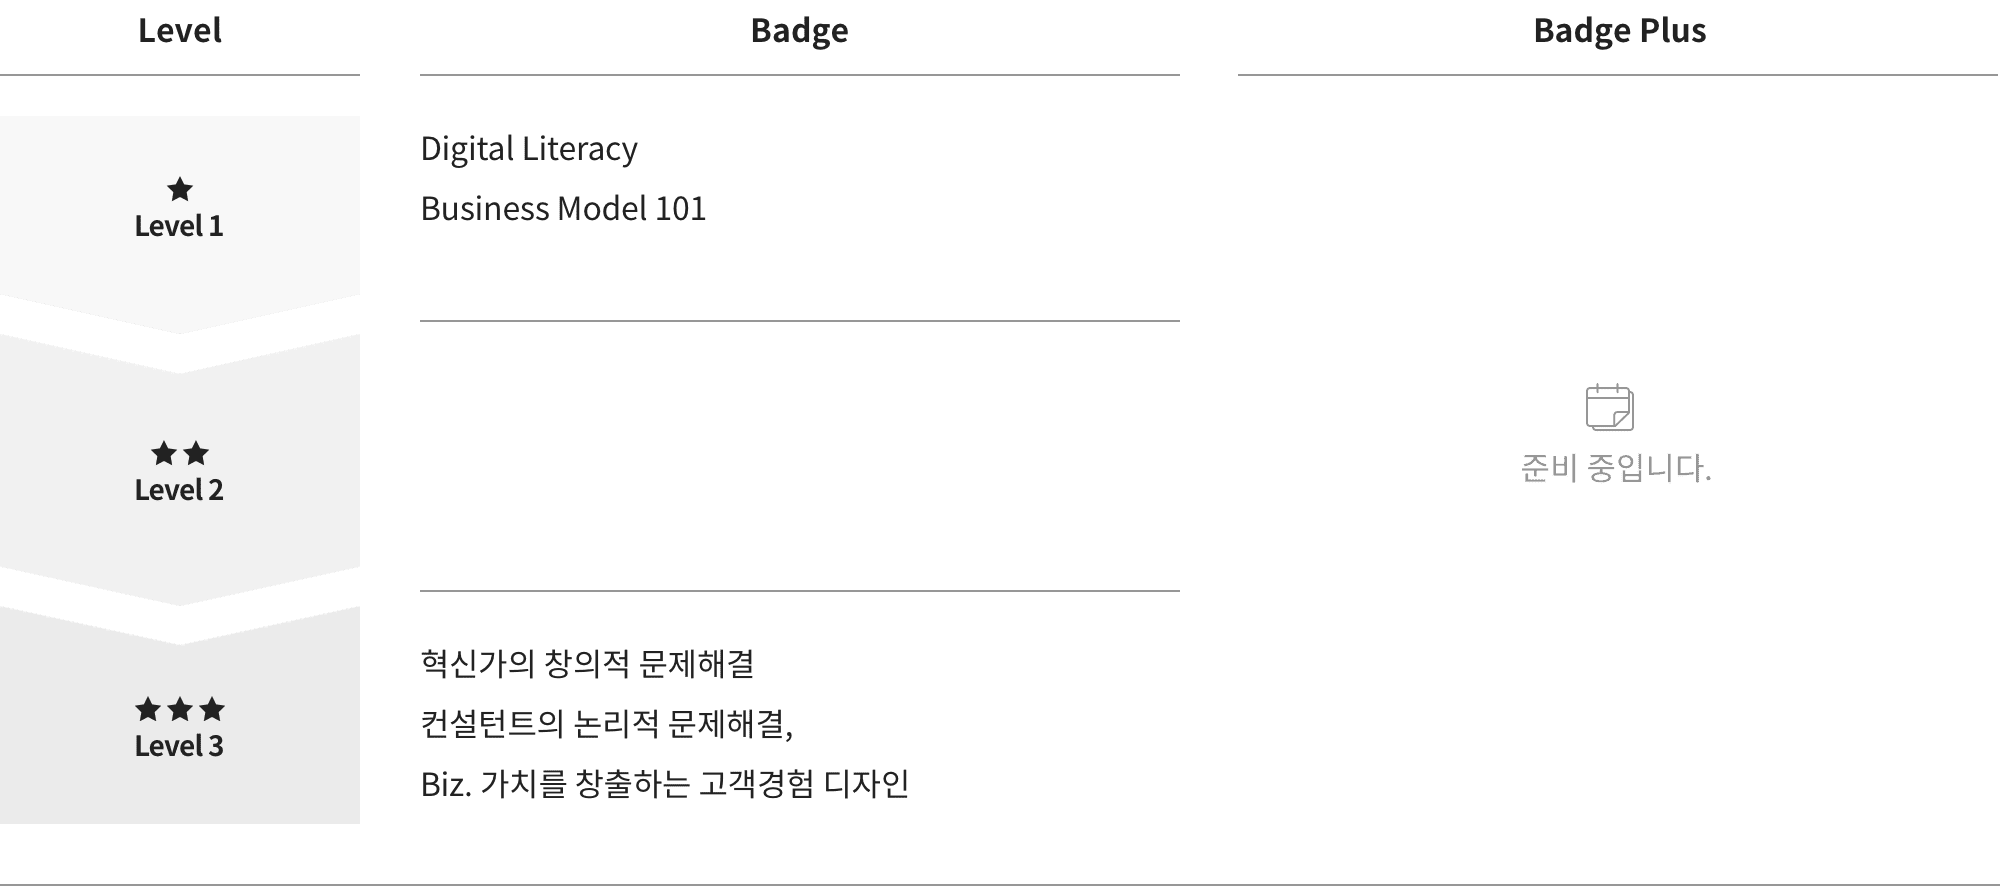 Level
Badge
Badge Plus
Level 1
Digital Literacy
Business Model 101
Level 2
준비 중입니다.
Level 3
혁신가의 창의적 문제해결
컨설턴트의 논리적 문제해결,
Biz. 가치를 창출하는 고객경험 디자인